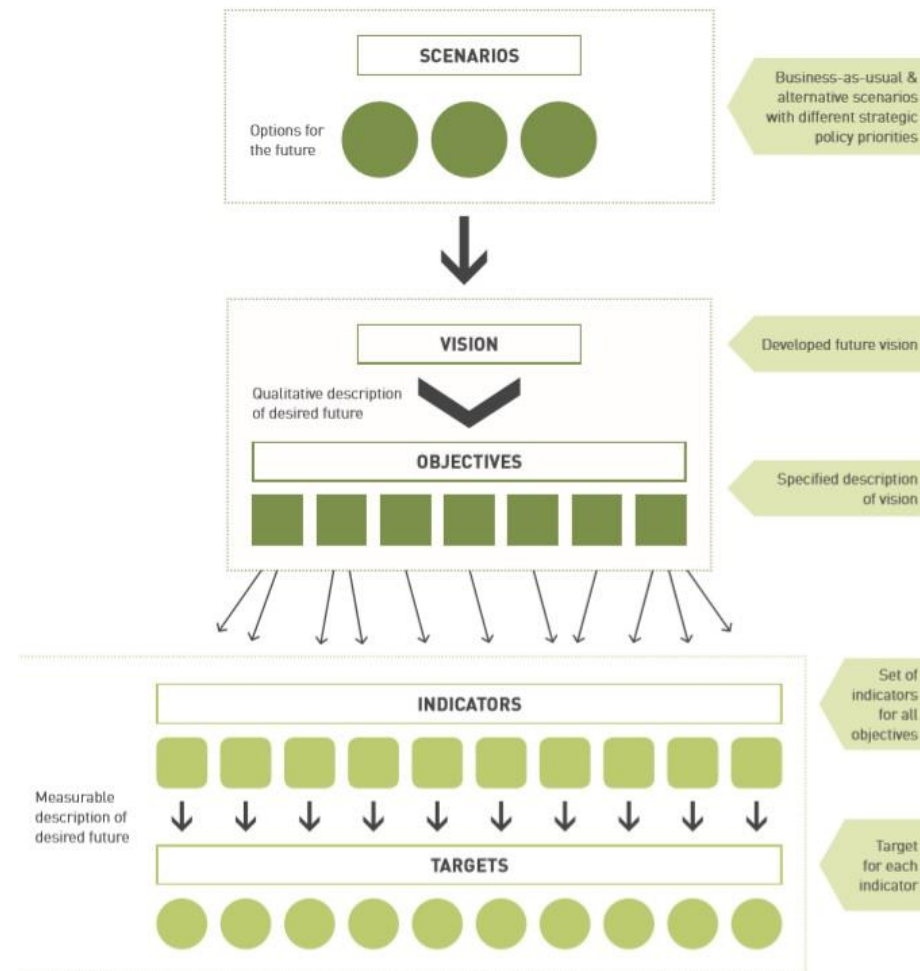 SCENARIOS
Options for
the future
Business-as-usual &
alternative scenarios
with different strategic
policy priorities
VISION
Developed future vision
Qualitative description
of desired future
OBJECTIVES
Specified description
of vision
INDICATORS
Set of
indicators
for all
objectives
Measurable
description of
desired future
TARGETS
Target
for each
indicator